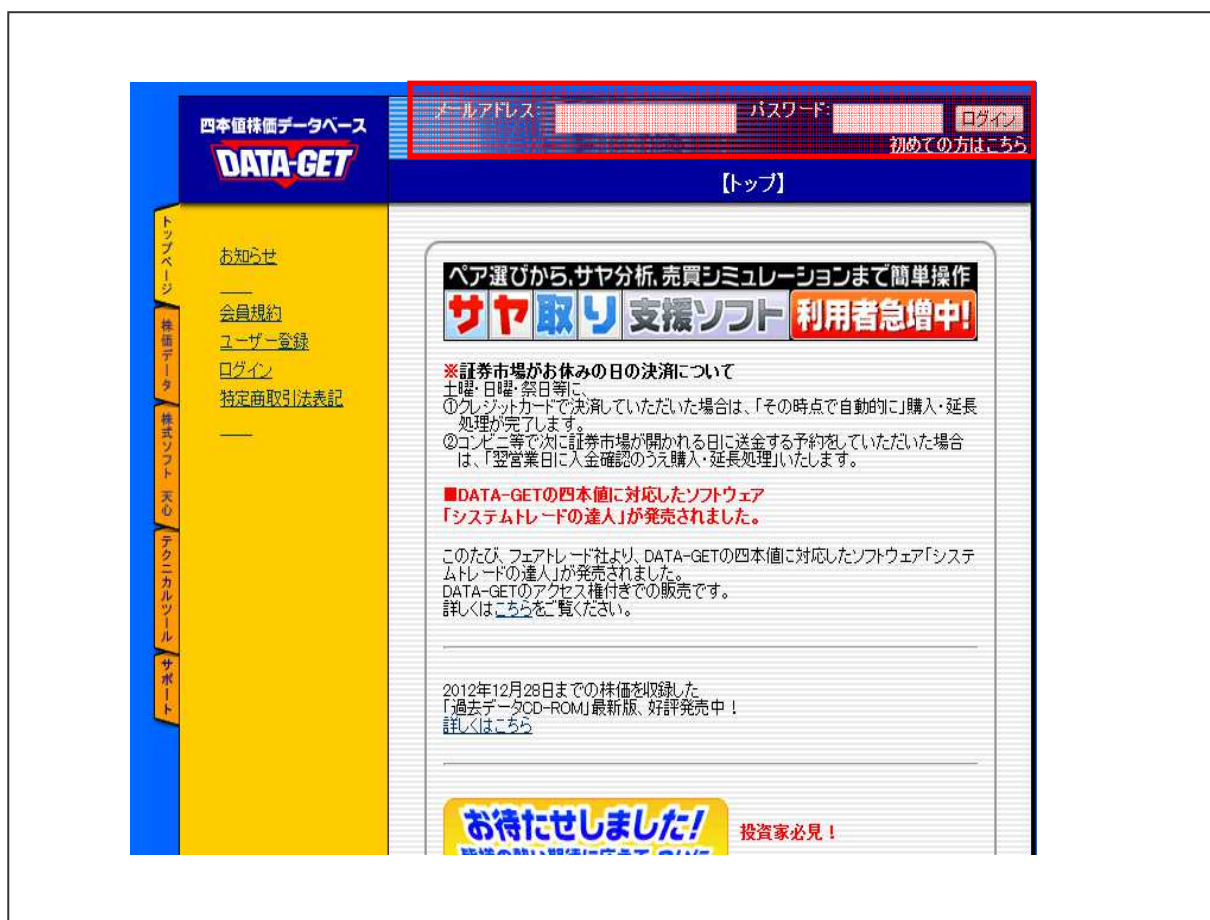 メールアドレス:
パスワード:
ログイン
初めての方はこちら
四本値株価データベース
DATA-GET
【トップ】
トップページ
株価データ
株式ソフト 天心
テクニカルツール
サポート
お知らせ
会員規約
ユーザー登録
ログイン
特定商取引法表記
ペア選びから、サヤ分析、売買シミュレーションまで簡単操作
サヤ取り支援ソフト 利用者急増中!
※証券市場がお休みの日の決済について
土曜・日曜・祭日等に、
①クレジットカードで決済していただいた場合は、「その時点で自動的に」購入・延長
処理が完了します。
②コンビニ等で次に証券市場が開かれる日に送金する予約をしていただいた場合
は、「翌営業日に入金確認のうえ購入・延長処理」いたします。
■DATA-GETの四本値に対応したソフトウェア
「システムトレードの達人」が発売されました。
このたび、フェアトレード社より、DATA-GETの四本値に対応したソフトウェア「システ
ムトレードの達人」が発売されました。
DATA-GETのアクセス権付きでの販売です。
詳しくはこちらをご覧ください。
2012年12月28日までの株価を収録した
「過去データCD-ROM」最新版、好評発売中！
詳しくはこちら
お待たせしました!
投資家必見！